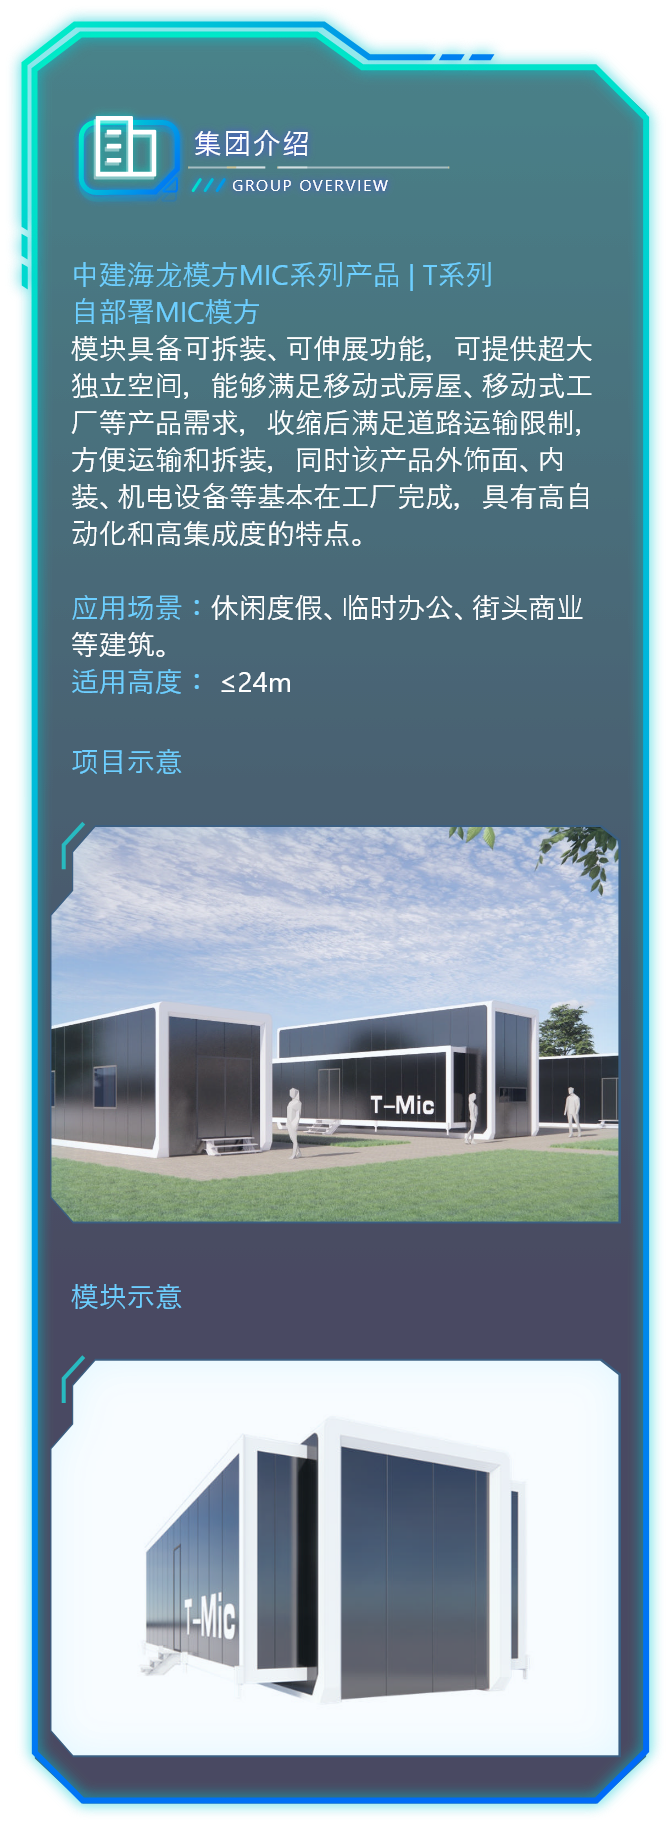 集团介绍
GROUP OVERVIEW
中建海龙模方MIC系列产品 | T系列
自部署MIC模方
模块具备可拆装、可伸展功能，可提供超大
独立空间，能够满足移动式房屋、移动式工
厂等产品需求，收缩后满足道路运输限制，
方便运输和拆装，同时该产品外饰面、内
装、机电设备等基本在工厂完成，具有高自
动化和高集成度的特点。
应用场景：休闲度假、临时办公、街头商业
等建筑。
适用高度： ≤24m
项目示意
T-Mic
模块示意
T-Mic